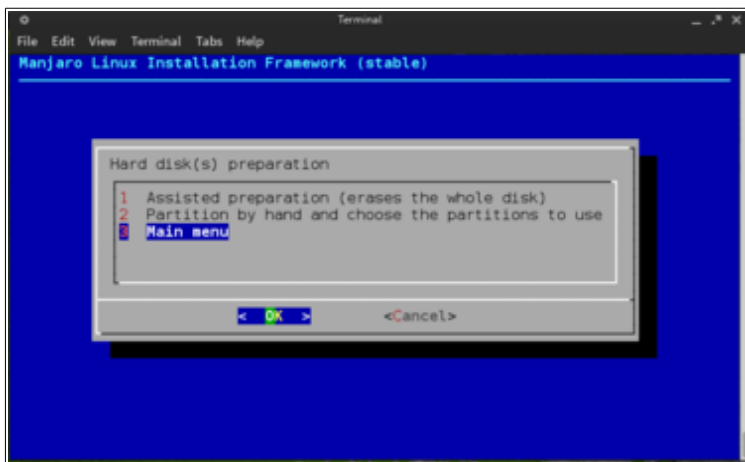 Terminal
File Edit View Terminal Tabs Help
Manjaro Linux Installation Framework (stable)
Hard disk(s) preparation
1 Assisted preparation (erases the whole disk)
2 Partition by hand and choose the partitions to use
3 Main menu
< OK > <Cancel>